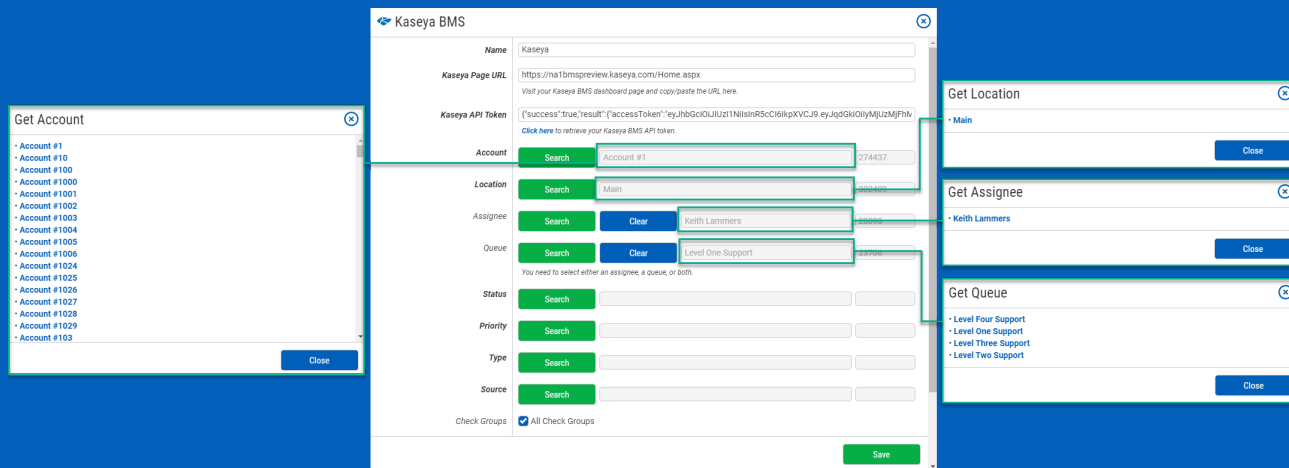 Kaseya BMS
Name
Kaseya
Kaseya Page URL
https://na1bmspreview.kaseya.com/Home.aspx
Visit your Kaseya BMS dashboard page and copy/paste the URL here.
Kaseya API Token
Click here to retrieve your Kaseya BMS API token.
Account
Search
Account #1
274437
Location
Search
Main
Assignee
Search
Clear
Keith Lammers
Queue
Search
Clear
Level One Support
You need to select either an assignee, a queue, or both.
Status
Search
Priority
Search
Type
Search
Source
Search
Check Groups
All Check Groups
Save
Get Account
· Account #1
· Account #10
· Account #100
· Account #1000
· Account #1001
· Account #1002
· Account #1003
· Account #1004
· Account #1005
· Account #1006
· Account #1024
· Account #1025
· Account #1026
· Account #1027
· Account #1028
· Account #1029
· Account #103
Close
Get Location
· Main
Close
Get Assignee
· Keith Lammers
Close
Get Queue
· Level Four Support
· Level One Support
· Level Three Support
· Level Two Support
Close